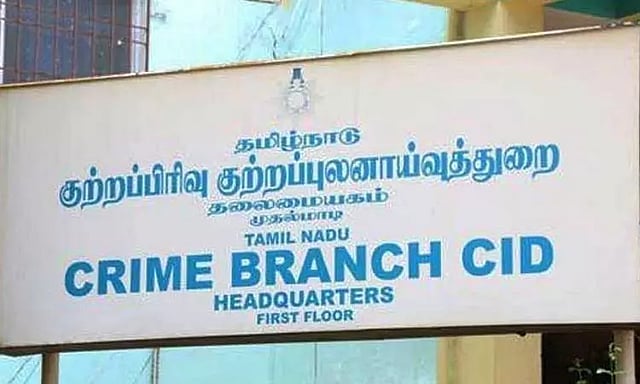 தமிழ்நாடு
குற்றப்பிரிவு குற்றப்புலனாய்வுத்துறை
தலைமையகம்
முதல்மாடி
TAMIL NADU
CRIME BRANCH CID
HEADQUARTERS
FIRST FLOOR